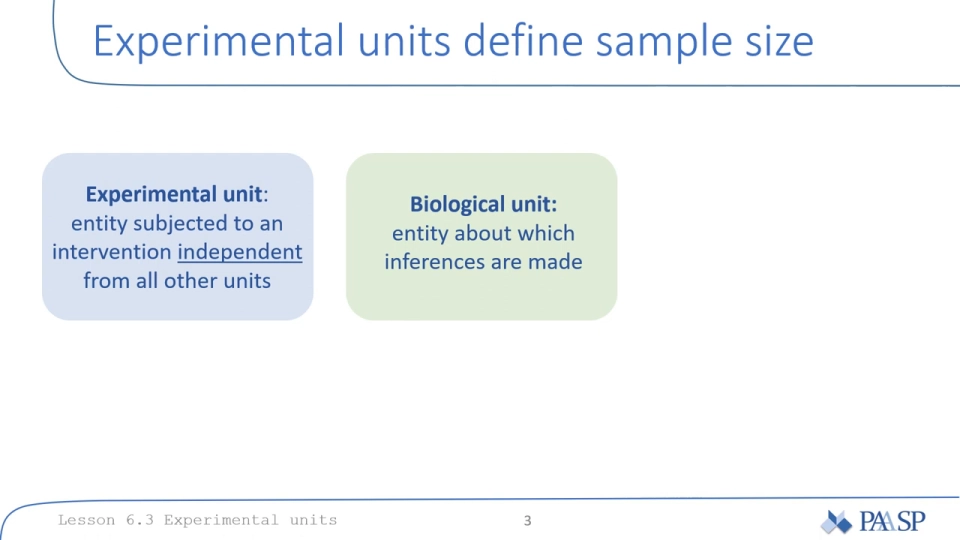 Experimental units define sample size
Experimental unit:
entity subjected to an
intervention independent
from all other units
Biological unit:
entity about which
inferences are made
Lesson 6.3 Experimental units
3
PAASP